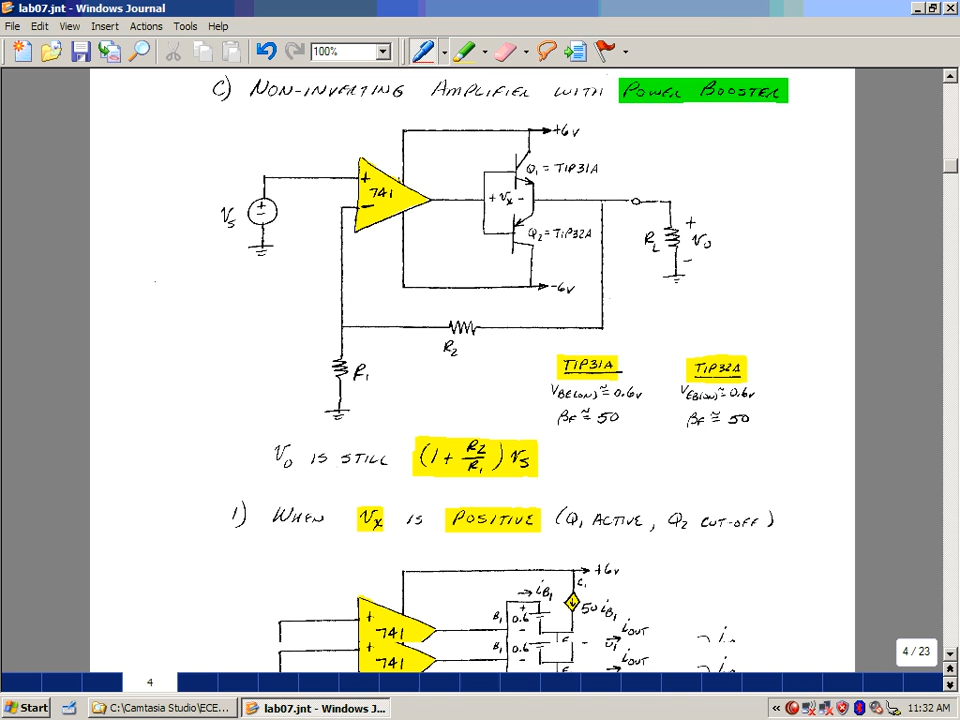 lab07.jnt - Windows Journal
File Edit View Insert Actions Tools Help
100%
C) NON-INVERTING AMPLIFIER WITH POWER BOOSTER
+6V
Q1 = TIP31A
+
741
-
+ Vx -
+
-
Vs
Q2 = TIP32A
RL
+
Vo
-
-6V
R2
R1
TIP31A TIP32A
VBE(ON) ≅ 0.6V VEB(ON) ≅ 0.6V
βF ≅ 50 βF ≅ 50
Vo IS STILL (1 + R2/R1) Vs
1) WHEN Vx IS POSITIVE (Q1 ACTIVE, Q2 CUT-OFF)
+6V
iB1
C1
+
741
B1
+
0.6
-
50 iB1
iOUT
+
741
B1
0.6
-
iOUT
4 / 23
4
Start
C:\Camtasia Studio\ECE...
lab07.jnt - Windows J...
11:32 AM